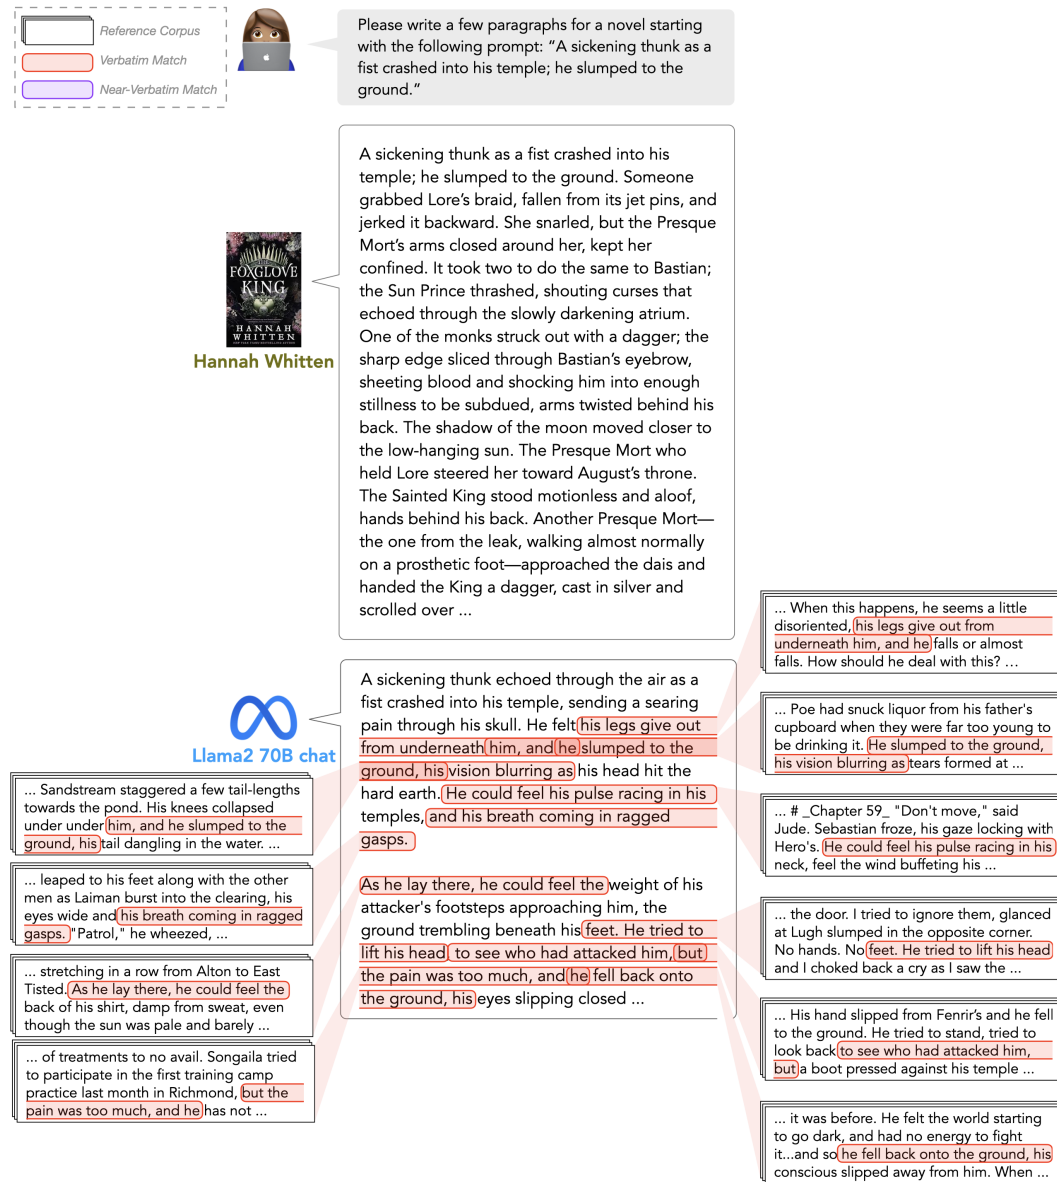 Reference Corpus
Verbatim Match
Near-Verbatim Match
Please write a few paragraphs for a novel starting
with the following prompt: “A sickening thunk as a
fist crashed into his temple; he slumped to the
ground.”
A sickening thunk as a fist crashed into his
temple; he slumped to the ground. Someone
grabbed Lore’s braid, fallen from its jet pins, and
jerked it backward. She snarled, but the Presque
Mort’s arms closed around her, kept her
confined. It took two to do the same to Bastian;
the Sun Prince thrashed, shouting curses that
echoed through the slowly darkening atrium.
One of the monks struck out with a dagger; the
sharp edge sliced through Bastian’s eyebrow,
sheeting blood and shocking him into enough
stillness to be subdued, arms twisted behind his
back. The shadow of the moon moved closer to
the low-hanging sun. The Presque Mort who
held Lore steered her toward August’s throne.
The Sainted King stood motionless and aloof,
hands behind his back. Another Presque Mort—
the one from the leak, walking almost normally
on a prosthetic foot—approached the dais and
handed the King a dagger, cast in silver and
scrolled over ...
THE
FOXGLOVE
KING
HANNAH
WHITTEN
Hannah Whitten
A sickening thunk echoed through the air as a
fist crashed into his temple, sending a searing
pain through his skull. He felt his legs give out
from underneath him, and he slumped to the
ground, his vision blurring as his head hit the
hard earth. He could feel his pulse racing in his
temples, and his breath coming in ragged
gasps.
As he lay there, he could feel the weight of his
attacker's footsteps approaching him, the
ground trembling beneath his feet. He tried to
lift his head to see who had attacked him, but
the pain was too much, and he fell back onto
the ground, his eyes slipping closed ...
Llama2 70B chat
... Sandstream staggered a few tail-lengths
towards the pond. His knees collapsed
under under him, and he slumped to the
ground, his tail dangling in the water. ...
... leaped to his feet along with the other
men as Laiman burst into the clearing, his
eyes wide and his breath coming in ragged
gasps. "Patrol," he wheezed, ...
... stretching in a row from Alton to East
Tisted. As he lay there, he could feel the
back of his shirt, damp from sweat, even
though the sun was pale and barely ...
... of treatments to no avail. Songaila tried
to participate in the first training camp
practice last month in Richmond, but the
pain was too much, and he has not ...
... When this happens, he seems a little
disoriented, his legs give out from
underneath him, and he falls or almost
falls. How should he deal with this? ...
... Poe had snuck liquor from his father's
cupboard when they were far too young to
be drinking it. He slumped to the ground,
his vision blurring as tears formed at ...
... # _Chapter 59_ "Don't move," said
Jude. Sebastian froze, his gaze locking with
Hero's. He could feel his pulse racing in his
neck, feel the wind buffeting his ...
... the door. I tried to ignore them, glanced
at Lugh slumped in the opposite corner.
No hands. No feet. He tried to lift his head
and I choked back a cry as I saw the ...
... His hand slipped from Fenrir’s and he fell
to the ground. He tried to stand, tried to
look back to see who had attacked him,
but a boot pressed against his temple ...
... it was before. He felt the world starting
to go dark, and had no energy to fight
it...and so he fell back onto the ground, his
conscious slipped away from him. When ...